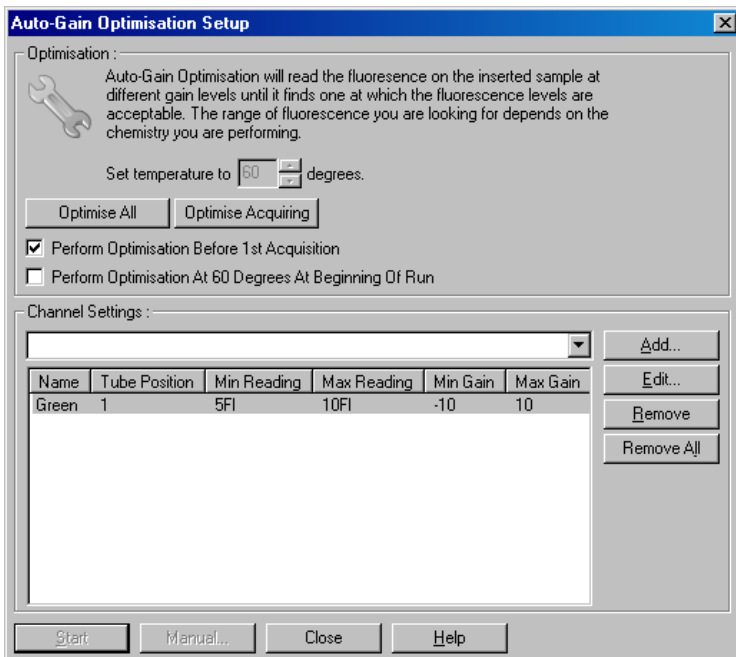 Auto-Gain Optimisation Setup
Optimisation :
Auto-Gain Optimisation will read the fluoresence on the inserted sample at
different gain levels until it finds one at which the fluorescence levels are
acceptable. The range of fluorescence you are looking for depends on the
chemistry you are performing.
Set temperature to 60 degrees.
Optimise All Optimise Acquiring
Perform Optimisation Before 1st Acquisition
Perform Optimisation At 60 Degrees At Beginning Of Run
Channel Settings :
Add...
Name Tube Position Min Reading Max Reading Min Gain Max Gain Edit...
Green 1 5Fl 10Fl -10 10
Remove
Remove All
Start Manual... Close Help